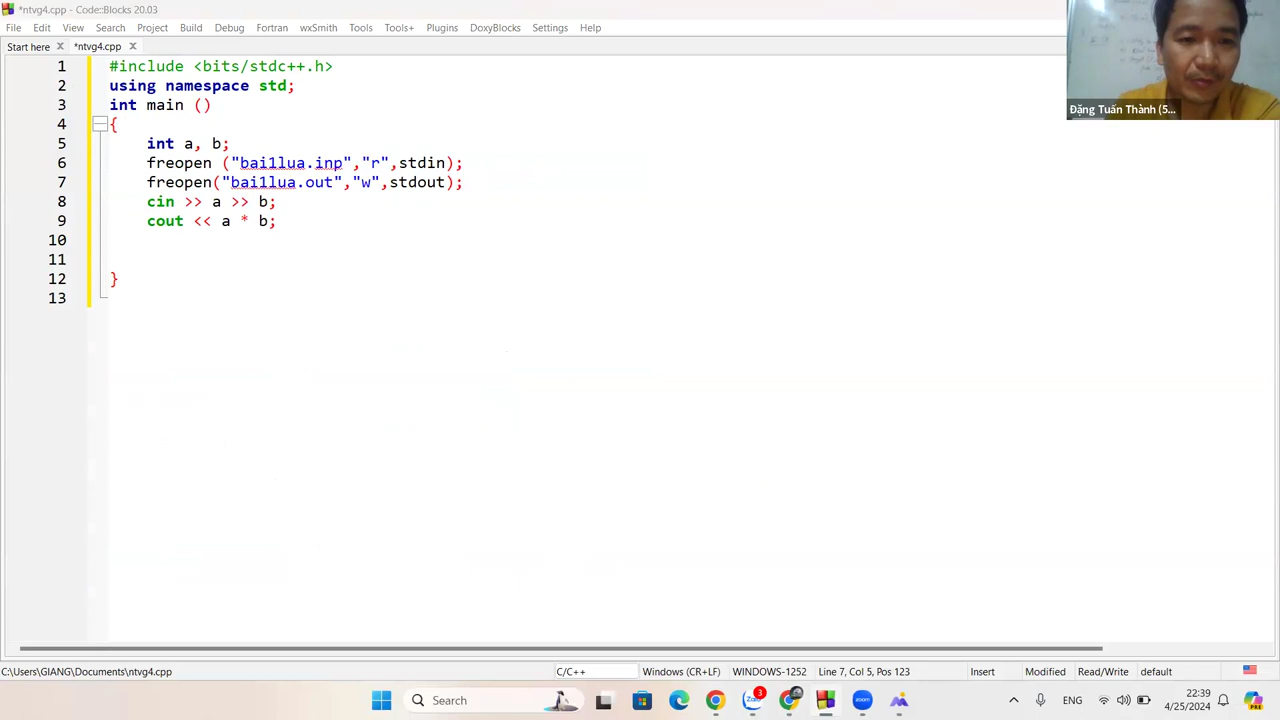 *ntvg4.cpp - Code::Blocks 20.03
File Edit View Search Project Build Debug Fortran wxSmith Tools Tools+ Plugins DoxyBlocks Settings Help
Start here *ntvg4.cpp
1 #include <bits/stdc++.h>
2 using namespace std;
3 int main ()
4 {
5 int a, b;
6 freopen ("bai1lua.inp","r",stdin);
7 freopen("bai1lua.out","w",stdout);
8 cin >> a >> b;
9 cout << a * b;
10
11
12 }
13
Đặng Tuấn Thành (5...
C:\Users\GIANG\Documents\ntvg4.cpp C/C++ Windows (CR+LF) WINDOWS-1252 Line 7, Col 5, Pos 123 Insert Modified Read/Write default
Search
3
ENG
22:39
4/25/2024